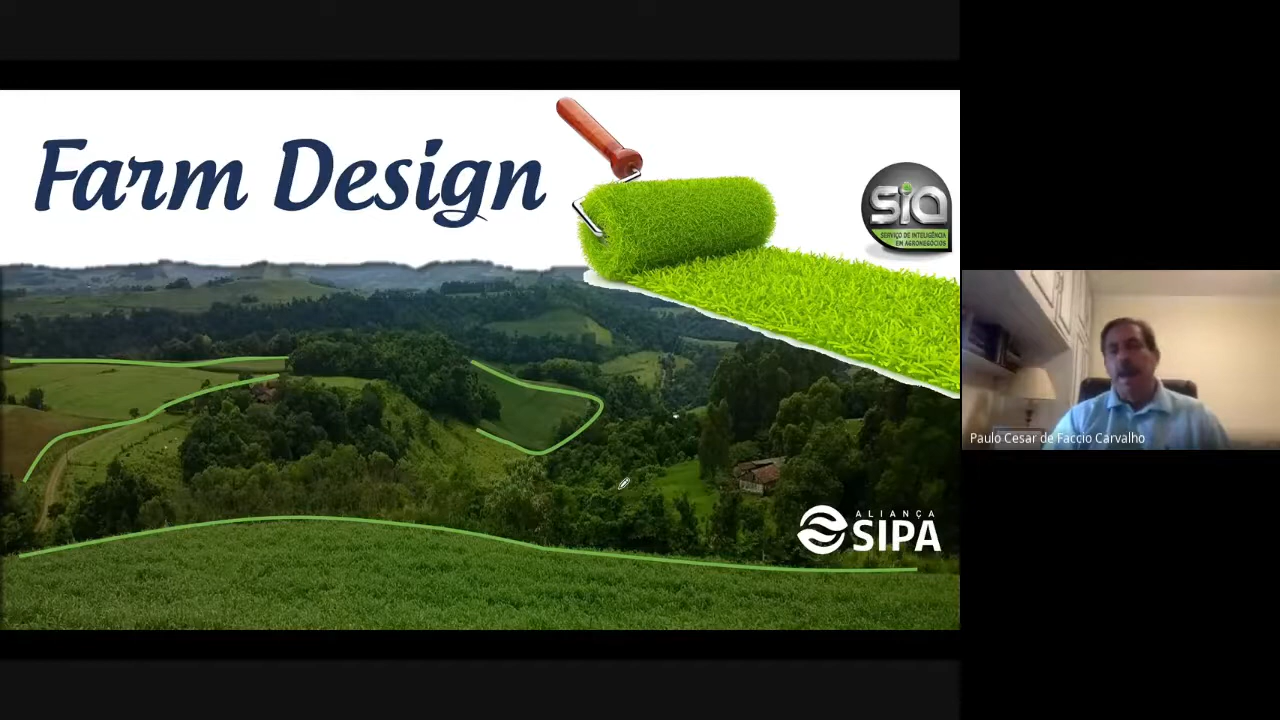 Farm Design
SIA
SERVIÇO DE INTELIGÊNCIA
EM AGRONEGÓCIOS
Paulo Cesar de Faccio Carvalho
ALIANÇA
SIPA